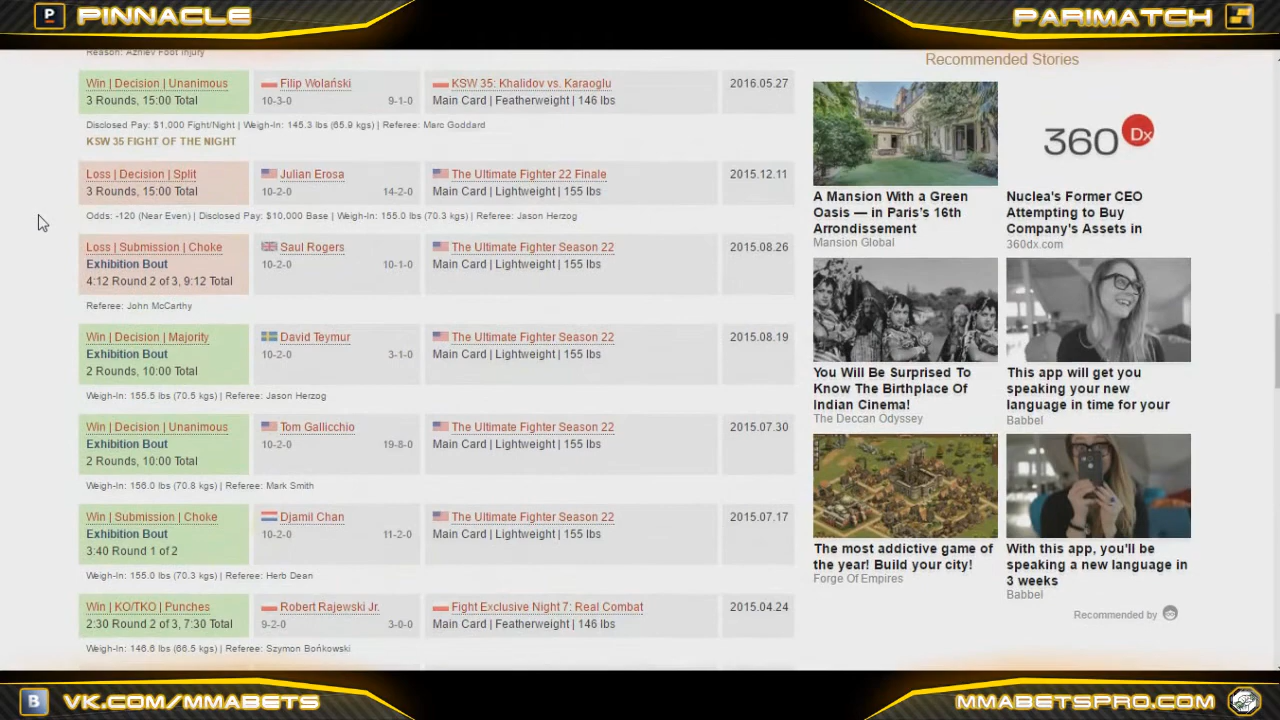 P PINNACLE
PARIMATCH
Reason: Azniev Foot Injury
Win | Decision | Unanimous
3 Rounds, 15:00 Total
Filip Wolański
10-3-0 9-1-0
KSW 35: Khalidov vs. Karaoglu
Main Card | Featherweight | 146 lbs
2016.05.27
Disclosed Pay: $1,000 Fight/Night | Weigh-In: 145.3 lbs (65.9 kgs) | Referee: Marc Goddard
KSW 35 FIGHT OF THE NIGHT
Loss | Decision | Split
3 Rounds, 15:00 Total
Julian Erosa
10-2-0 14-2-0
The Ultimate Fighter 22 Finale
Main Card | Lightweight | 155 lbs
2015.12.11
Odds: -120 (Near Even) | Disclosed Pay: $10,000 Base | Weigh-In: 155.0 lbs (70.3 kgs) | Referee: Jason Herzog
Loss | Submission | Choke
Exhibition Bout
4:12 Round 2 of 3, 9:12 Total
Saul Rogers
10-2-0 10-1-0
The Ultimate Fighter Season 22
Main Card | Lightweight | 155 lbs
2015.08.26
Referee: John McCarthy
Win | Decision | Majority
Exhibition Bout
2 Rounds, 10:00 Total
David Teymur
10-2-0 3-1-0
The Ultimate Fighter Season 22
Main Card | Lightweight | 155 lbs
2015.08.19
Weigh-In: 155.5 lbs (70.5 kgs) | Referee: Jason Herzog
Win | Decision | Unanimous
Exhibition Bout
2 Rounds, 10:00 Total
Tom Gallicchio
10-2-0 19-8-0
The Ultimate Fighter Season 22
Main Card | Lightweight | 155 lbs
2015.07.30
Weigh-In: 156.0 lbs (70.8 kgs) | Referee: Mark Smith
Win | Submission | Choke
Exhibition Bout
3:40 Round 1 of 2
Djamil Chan
10-2-0 11-2-0
The Ultimate Fighter Season 22
Main Card | Lightweight | 155 lbs
2015.07.17
Weigh-In: 155.0 lbs (70.3 kgs) | Referee: Herb Dean
Win | KO/TKO | Punches
2:30 Round 2 of 3, 7:30 Total
Robert Rajewski Jr.
9-2-0 3-0-0
Fight Exclusive Night 7: Real Combat
Main Card | Featherweight | 146 lbs
2015.04.24
Weigh-In: 146.6 lbs (66.5 kgs) | Referee: Szymon Bońkowski
Recommended Stories
A Mansion With a Green
Oasis — in Paris's 16th
Arrondissement
Mansion Global
360 Dx
Nuclea's Former CEO
Attempting to Buy
Company's Assets in
360dx.com
You Will Be Surprised To
Know The Birthplace Of
Indian Cinema!
The Deccan Odyssey
This app will get you
speaking your new
language in time for your
Babbel
The most addictive game of
the year! Build your city!
Forge Of Empires
With this app, you'll be
speaking a new language in
3 weeks
Babbel
Recommended by
B VK.COM/MMABETS
MMABETSPRO.COM